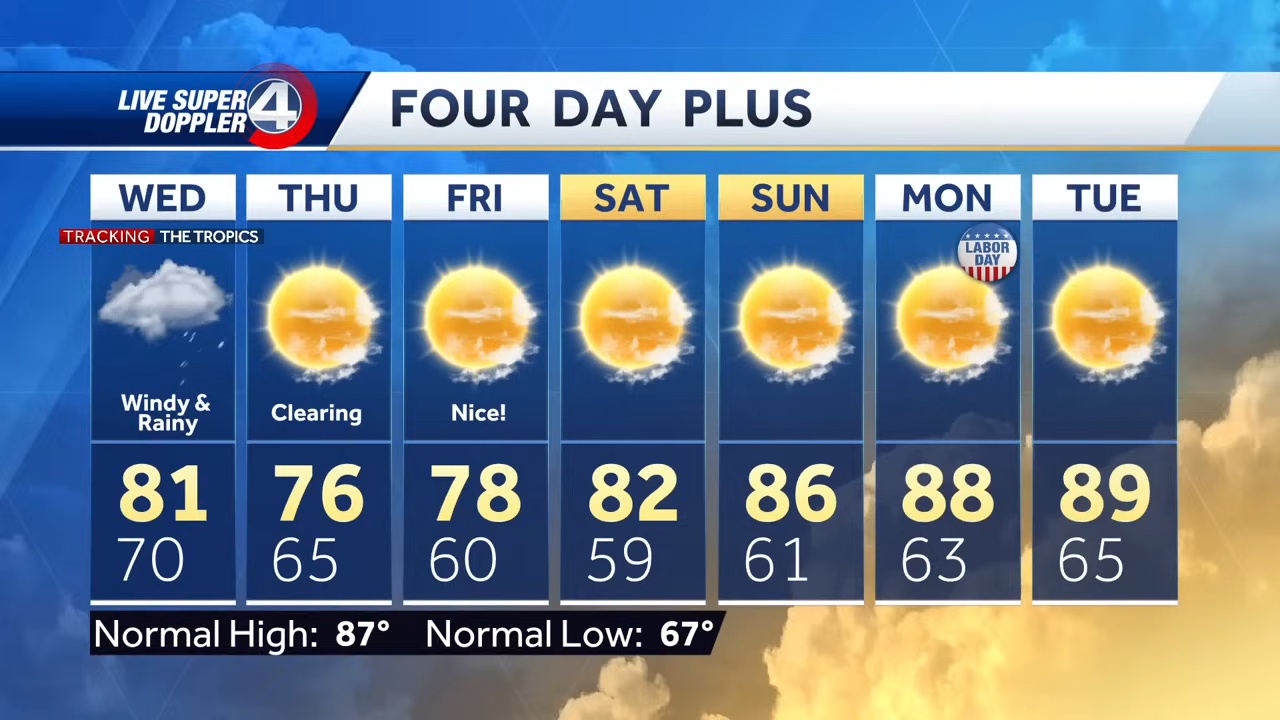 LIVE SUPER
DOPPLER
4
FOUR DAY PLUS
WED THU FRI SAT SUN MON TUE
TRACKING THE TROPICS
LABOR
DAY
Windy &
Rainy
Clearing
Nice!
81 76 78 82 86 88 89
70 65 60 59 61 63 65
Normal High: 87° Normal Low: 67°